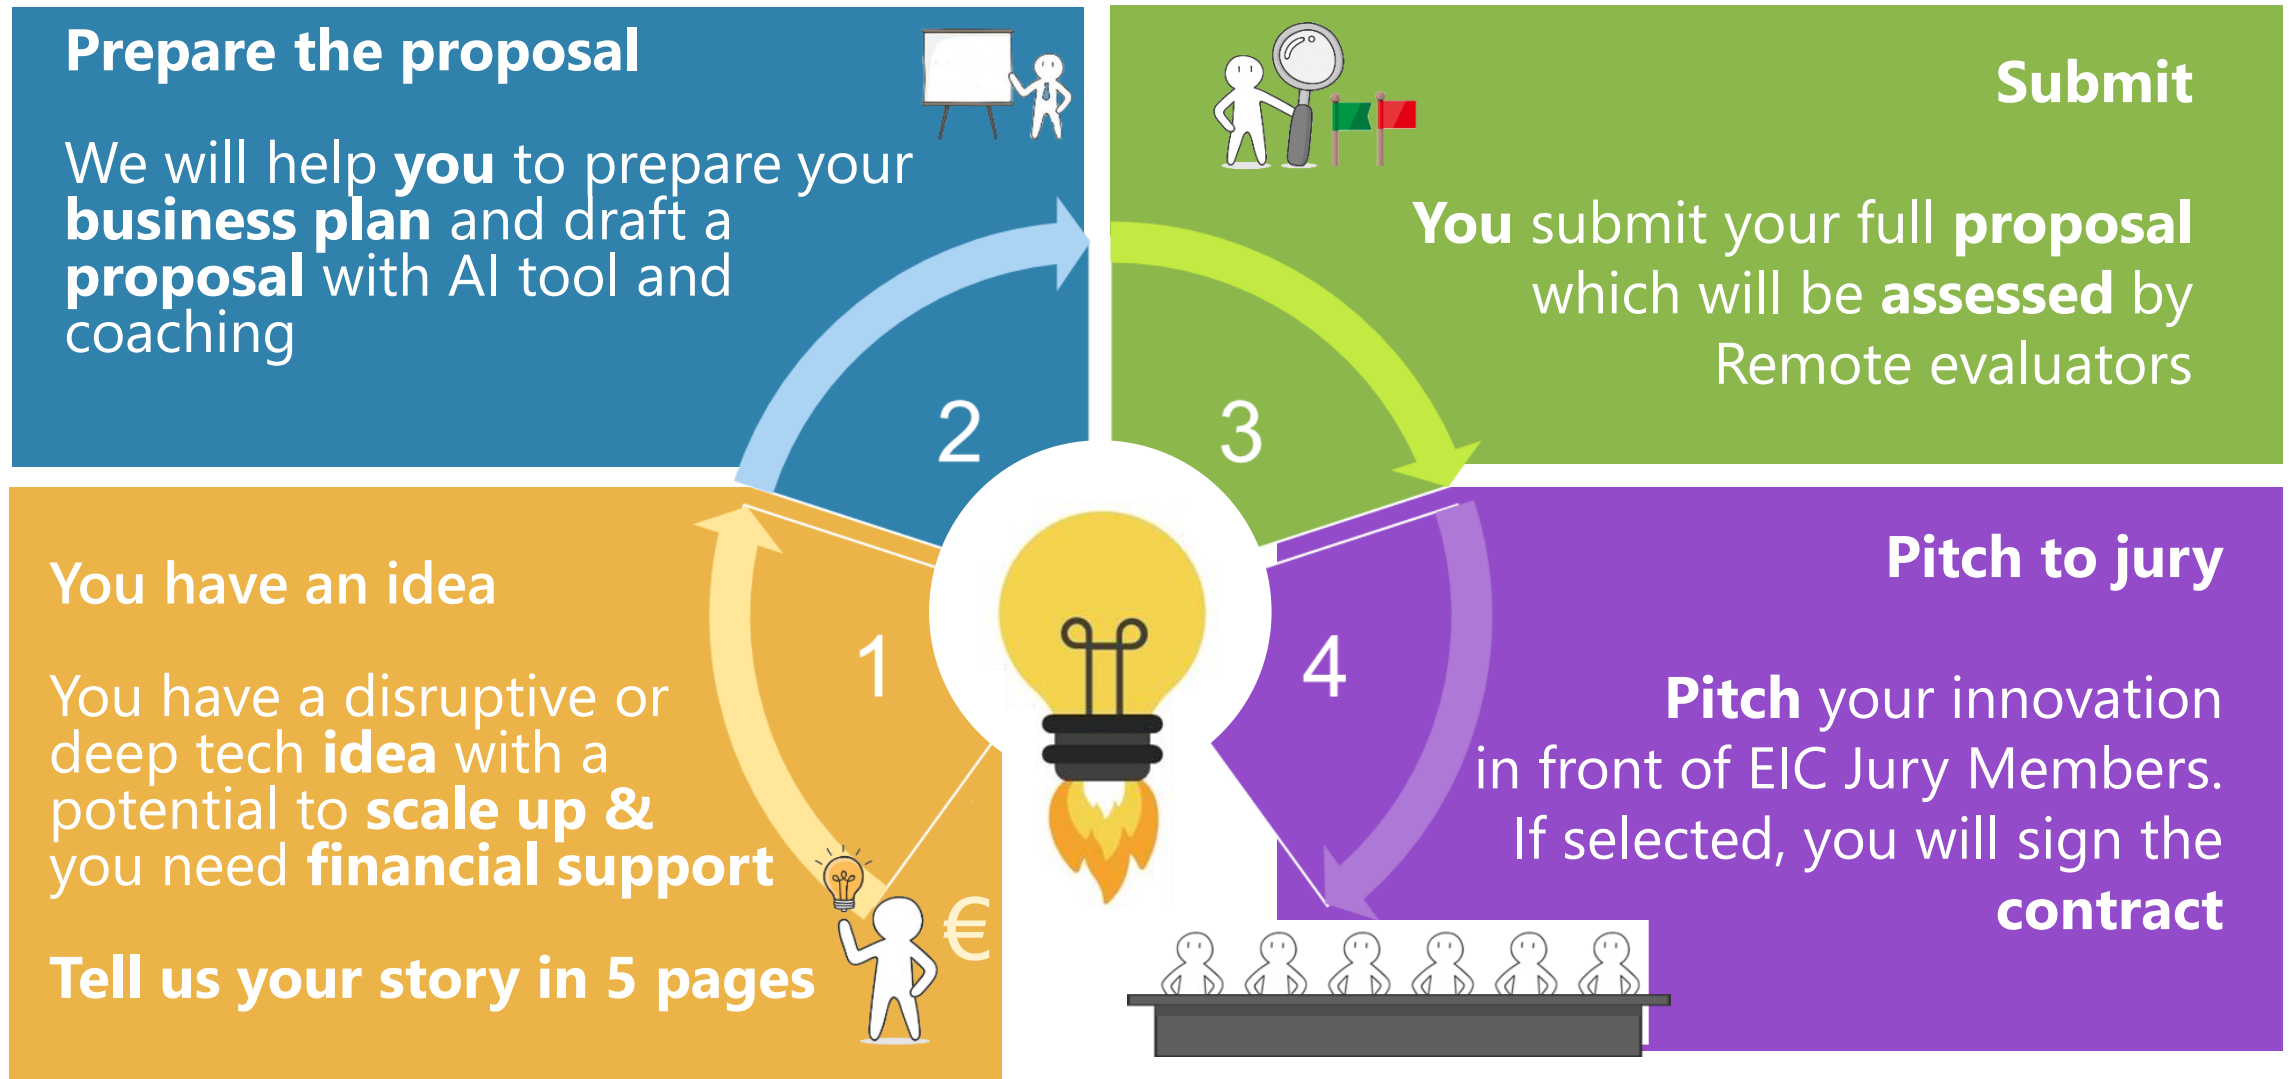 Prepare the proposal
We will help you to prepare your
business plan and draft a
proposal with AI tool and
coaching
2
Submit
You submit your full proposal
which will be assessed by
Remote evaluators
3
You have an idea
You have a disruptive or
deep tech idea with a
potential to scale up &
you need financial support
Tell us your story in 5 pages
1
€
Pitch to jury
Pitch your innovation
in front of EIC Jury Members.
If selected, you will sign the
contract
4